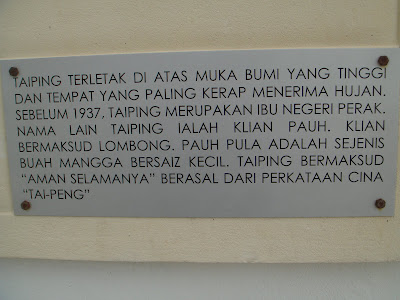 TAIPING TERLETAK DI ATAS MUKA BUMI YANG TINGGI
DAN TEMPAT YANG PALING KERAP MENERIMA HUJAN.
SEBELUM 1937, TAIPING MERUPAKAN IBU NEGERI PERAK.
NAMA LAIN TAIPING IALAH KLIAN PAUH. KLIAN
BERMAKSUD LOMBONG. PAUH PULA ADALAH SEJENIS
BUAH MANGGA BERSAIZ KECIL. TAIPING BERMAKSUD
“AMAN SELAMANYA” BERASAL DARI PERKATAAN CINA
“TAI-PENG”